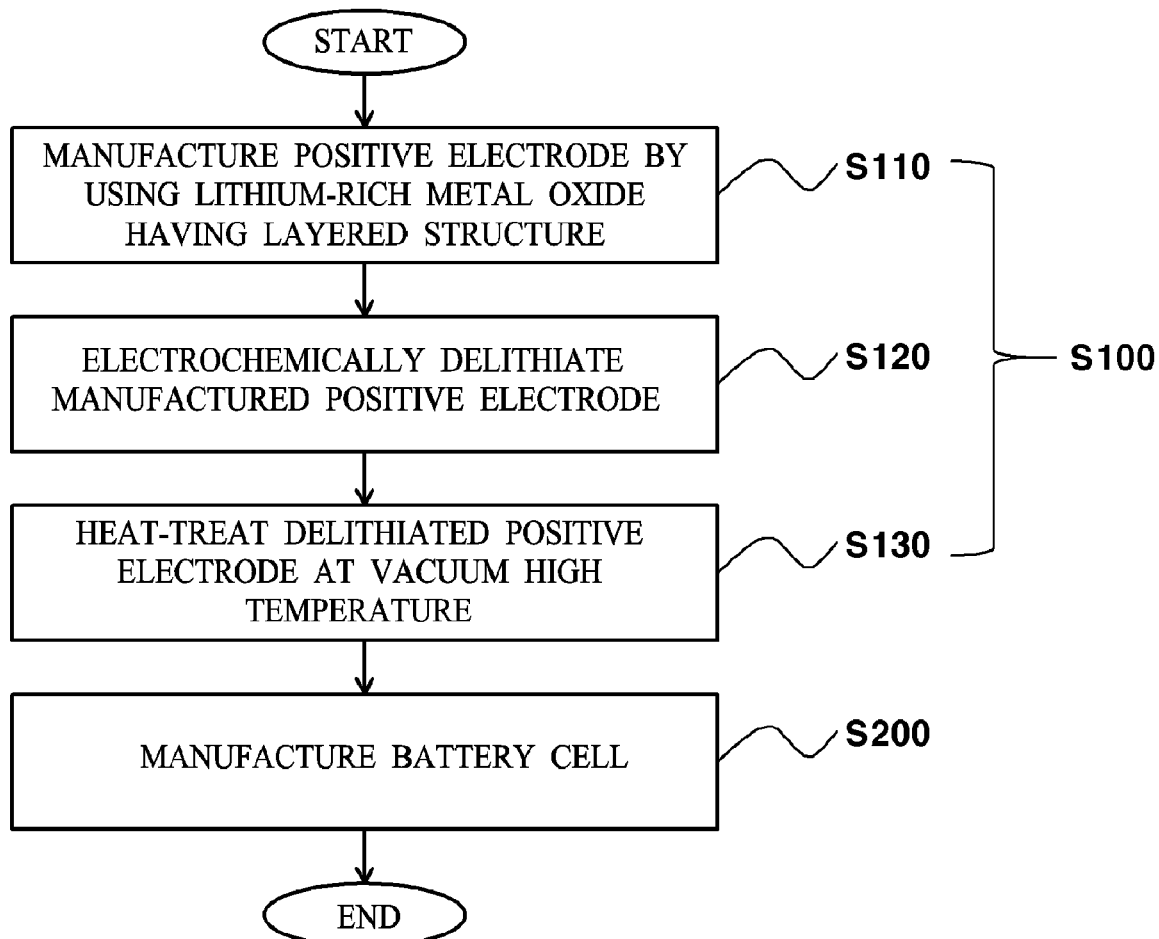 START
MANUFACTURE POSITIVE ELECTRODE BY
USING LITHIUM-RICH METAL OXIDE
HAVING LAYERED STRUCTURE
S110
ELECTROCHEMICALLY DELITHIATE
MANUFACTURED POSITIVE ELECTRODE
S120
S100
HEAT-TREAT DELITHIATED POSITIVE
ELECTRODE AT VACUUM HIGH
TEMPERATURE
S130
MANUFACTURE BATTERY CELL
S200
END